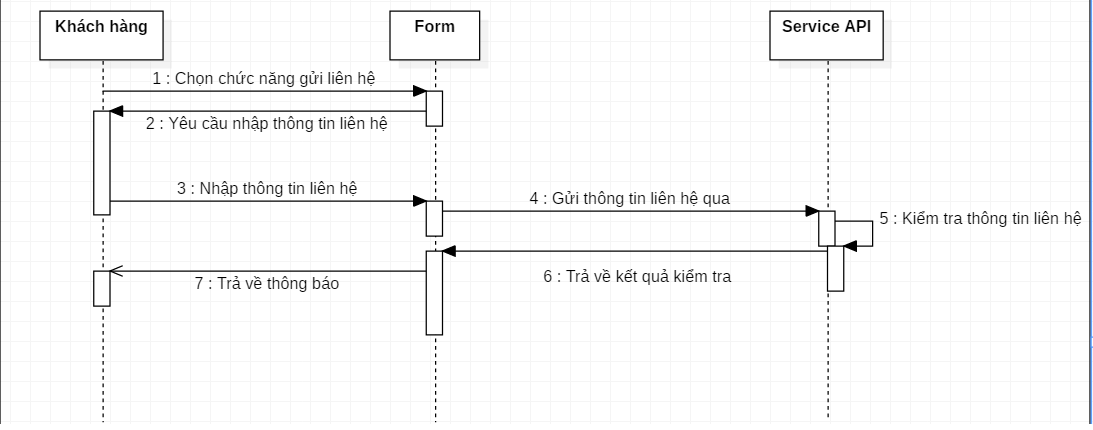 Khách hàng
Form
Service API
1 : Chọn chức năng gửi liên hệ
2 : Yêu cầu nhập thông tin liên hệ
3 : Nhập thông tin liên hệ
4 : Gửi thông tin liên hệ qua
5 : Kiểm tra thông tin liên hệ
6 : Trả về kết quả kiểm tra
7 : Trả về thông báo